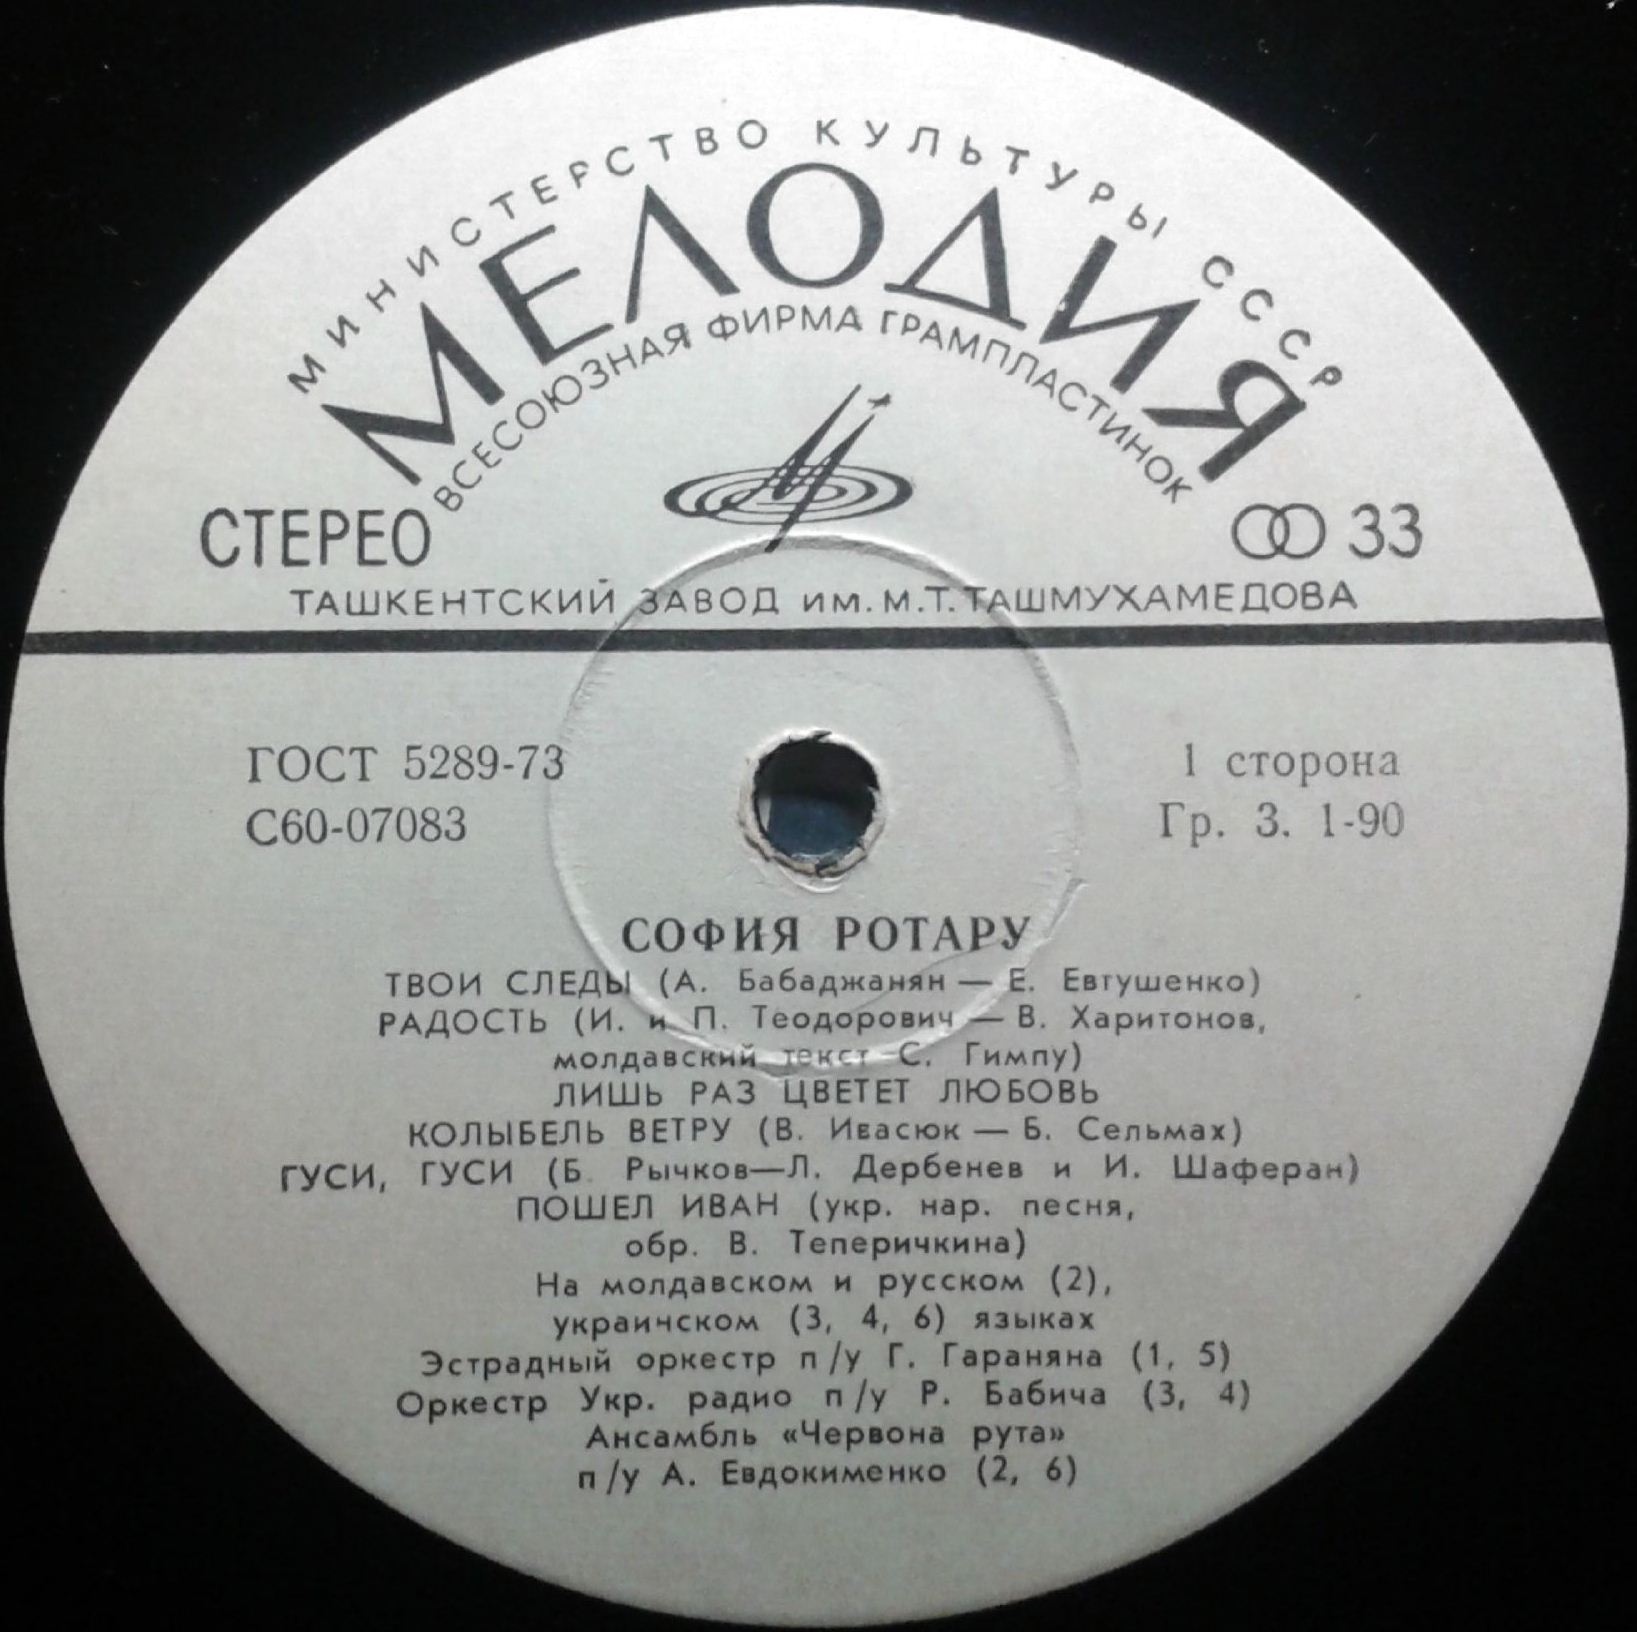 МИНИСТЕРСТВО КУЛЬТУРЫ СССР
МЕЛОДИЯ
ВСЕСОЮЗНАЯ ФИРМА ГРАМПЛАСТИНОК
СТЕРЕО 33
ТАШКЕНТСКИЙ ЗАВОД ИМ. М.Т. ТАШМУХАМЕДОВА
ГОСТ 5289-73 1 сторона
С60-07083 Гр. 3. 1-90
СОФИЯ РОТАРУ
ТВОИ СЛЕДЫ (А. Бабаджанян — Е. Евтушенко)
РАДОСТЬ (И. и П. Теодорович — В. Харитонов,
молдавский текст С. Гимпу)
ЛИШЬ РАЗ ЦВЕТЕТ ЛЮБОВЬ
КОЛЫБЕЛЬ ВЕТРУ (В. Ивасюк — Б. Сельмах)
ГУСИ, ГУСИ (Б. Рычков—Л. Дербенев и И. Шаферан)
ПОШЕЛ ИВАН (укр. нар. песня,
обр. В. Теперичкина)
На молдавском и русском (2),
украинском (3, 4, 6) языках
Эстрадный оркестр п/у Г. Гараняна (1, 5)
Оркестр Укр. радио п/у Р. Бабича (3, 4)
Ансамбль «Червона рута»
п/у А. Евдокименко (2, 6)